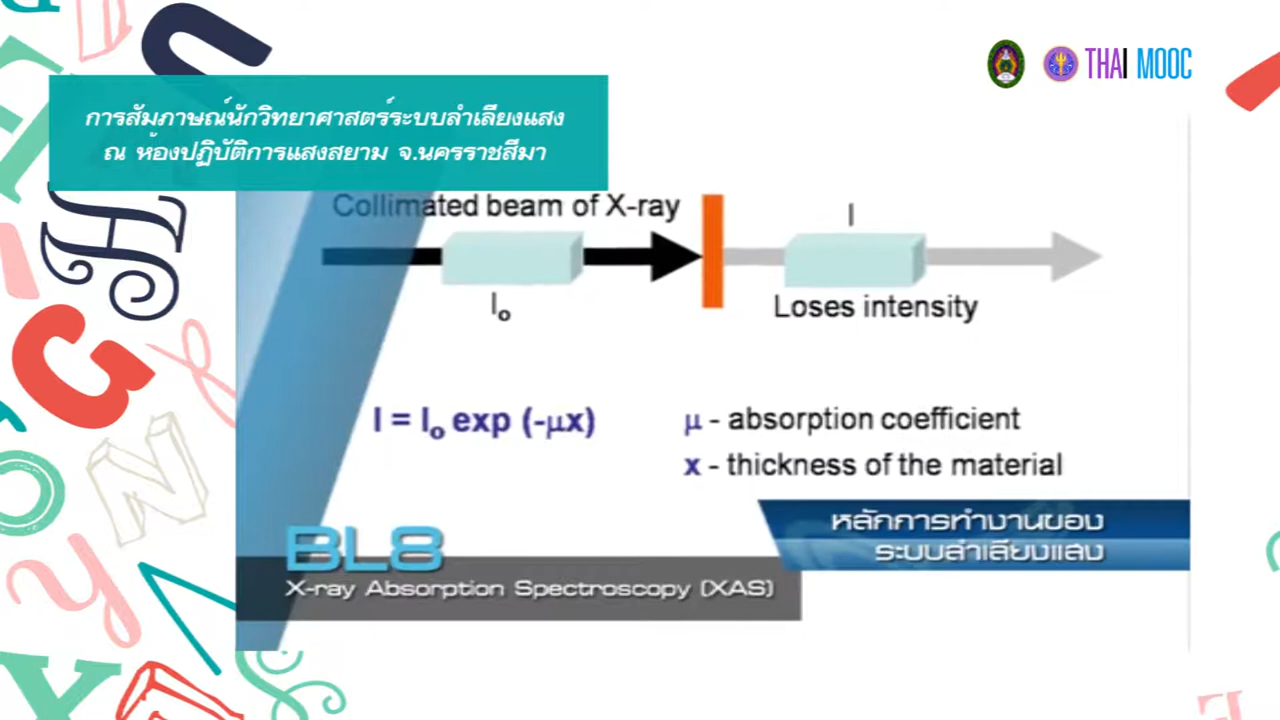 THAI MOOC
การสัมภาษณ์นักวิทยาศาสตร์ระบบลำเลียงแสง
ณ ห้องปฏิบัติการแสงสยาม จ.นครราชสีมา
Collimated beam of X-ray
I
Io
Loses intensity
I = Io exp (-μx)
μ - absorption coefficient
x - thickness of the material
หลักการทำงานของ
ระบบลำเลียงแสง
BL8
X-ray Absorption Spectroscopy (XAS)